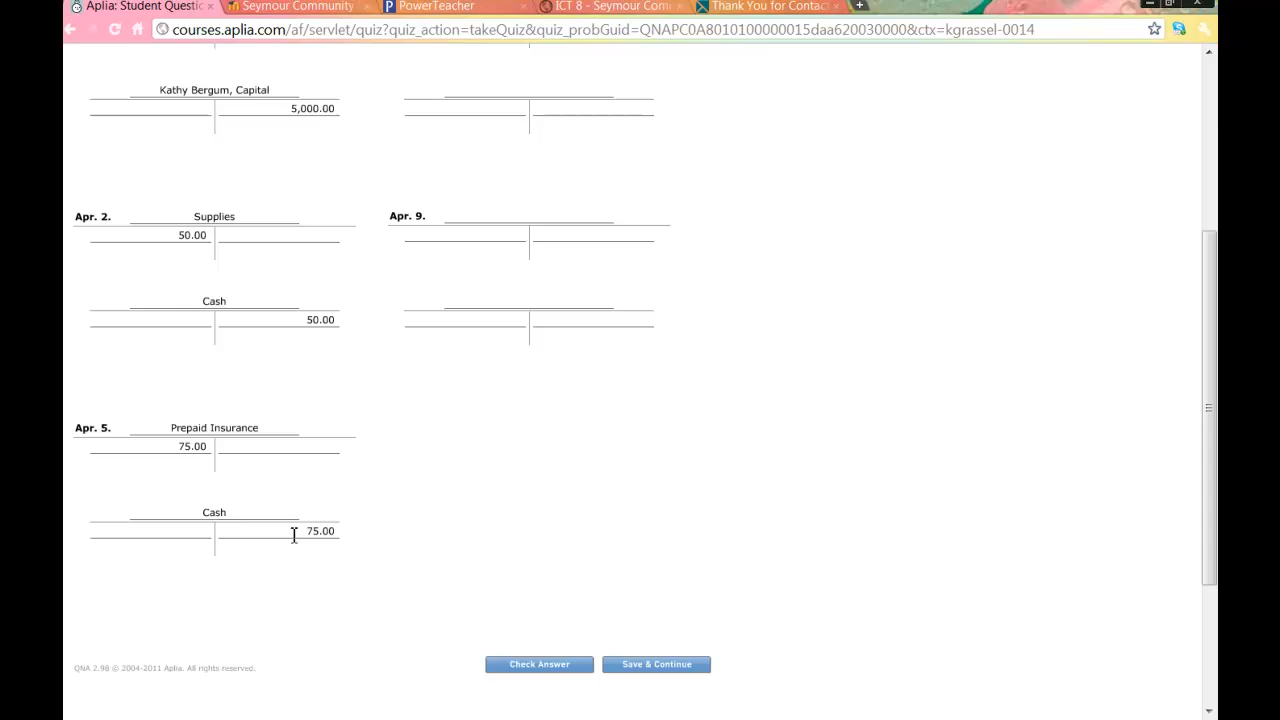 Aplia: Student Questic
Seymour Community
PowerTeacher
ICT 8 - Seymour Com
Thank You for Contac
courses.aplia.com/af/servlet/quiz?quiz_action=takeQuiz&quiz_probGuid=QNAPC0A8010100000015daa620030000&ctx=kgrassel-0014
Kathy Bergum, Capital
5,000.00
Apr. 2.
Supplies
Apr. 9.
50.00
Cash
50.00
Apr. 5.
Prepaid Insurance
75.00
Cash
75.00
QNA 2.98 © 2004-2011 Aplia. All rights reserved.
Check Answer
Save & Continue